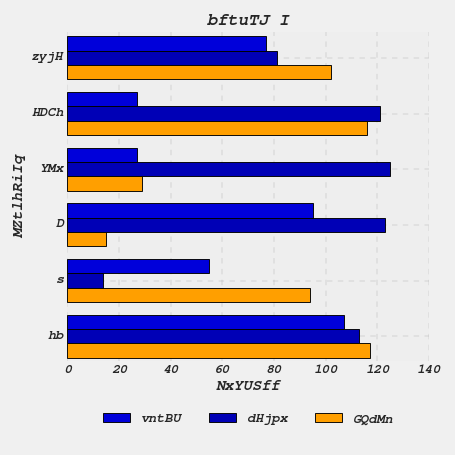 bftuTJ I
zyjH
HDCh
YMx
D
s
hb
MZtlhRiIq
0 20 40 60 80 100 120 140
NxYUSff
vntBU dHjpx GQdMn